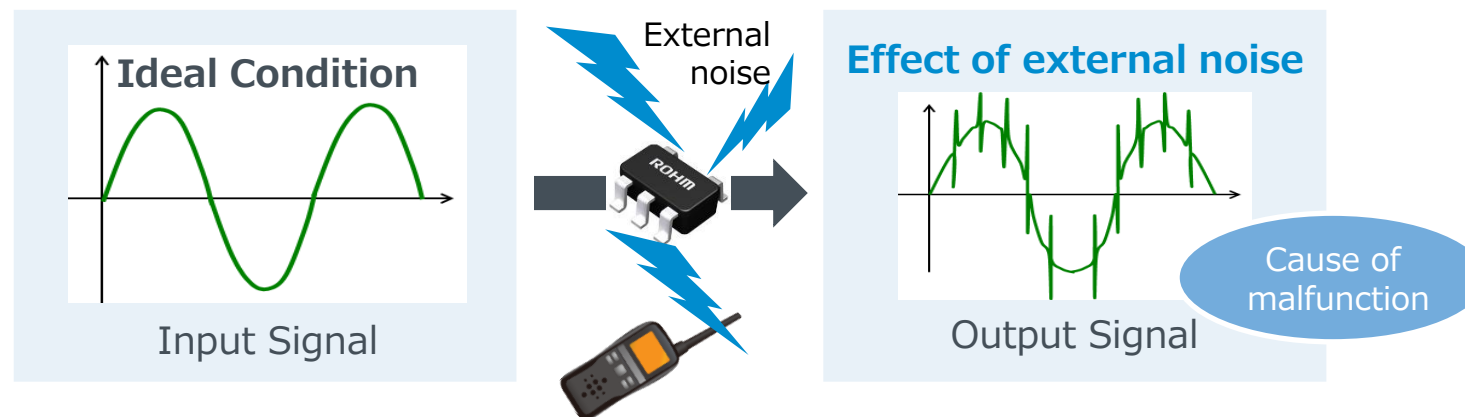 Ideal Condition
Input Signal
External
noise
ROHM
Effect of external noise
Output Signal
Cause of
malfunction